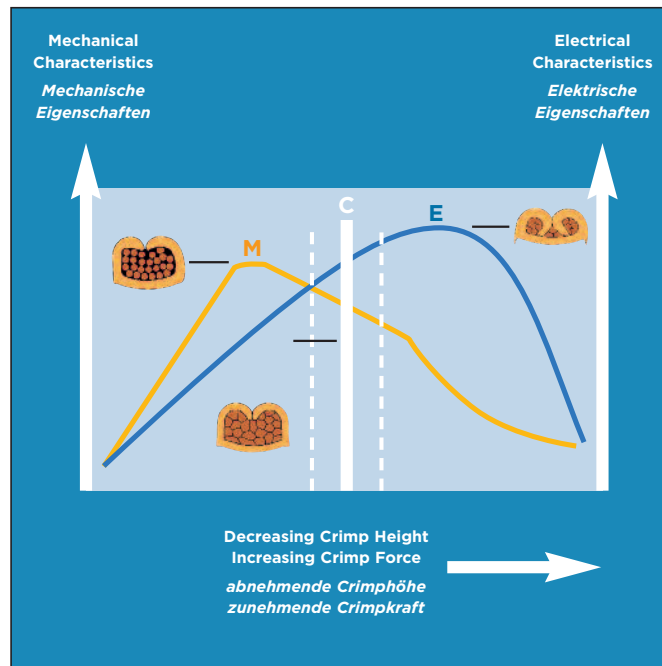 Mechanical
Characteristics
Mechanische
Eigenschaften
Electrical
Characteristics
Elektrische
Eigenschaften
C
E
M
Decreasing Crimp Height
Increasing Crimp Force
abnehmende Crimphöhe
zunehmende Crimpkraft